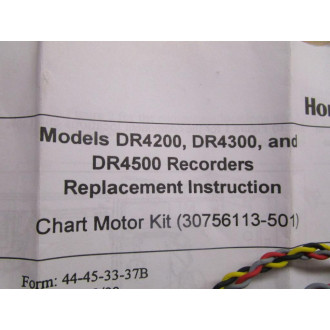 Models DR4200, DR4300, and
DR4500 Recorders
Replacement Instruction
Chart Motor Kit (30756113-501)
Form: 44-45-33-37B